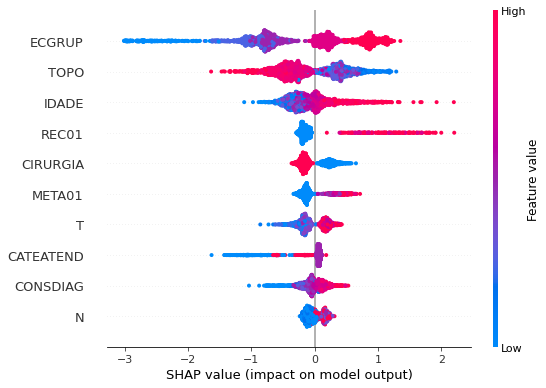 High
ECGRUP
TOPO
IDADE
REC01
CIRURGIA
META01
T
CATEATEND
CONSDIAG
N
Feature value
Low
−3 −2 −1 0 1 2
SHAP value (impact on model output)